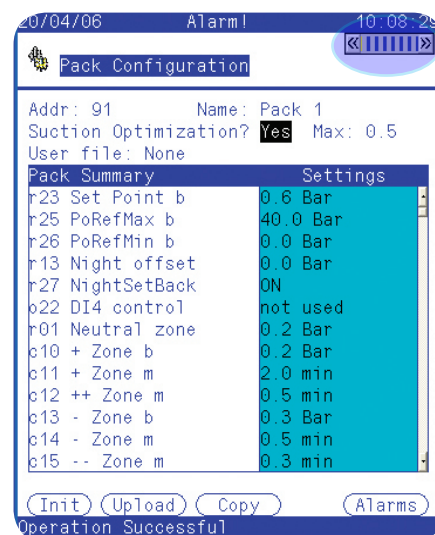 20/04/06 Alarm! 10:08:29
Pack Configuration
Addr: 91 Name: Pack 1
Suction Optimization? Yes Max: 0.5
User file: None
Pack Summary Settings
r23 Set Point b 0.6 Bar
r25 PoRefMax b 40.0 Bar
r26 PoRefMin b 0.0 Bar
r13 Night offset 0.0 Bar
r27 NightSetBack ON
o22 DI4 control not used
r01 Neutral zone 0.2 Bar
c10 + Zone b 0.2 Bar
c11 + Zone m 2.0 min
c12 ++ Zone m 0.5 min
c13 - Zone b 0.3 Bar
c14 - Zone m 0.5 min
c15 -- Zone m 0.3 min
(Init) (Upload) (Copy) (Alarms)
Operation Successful